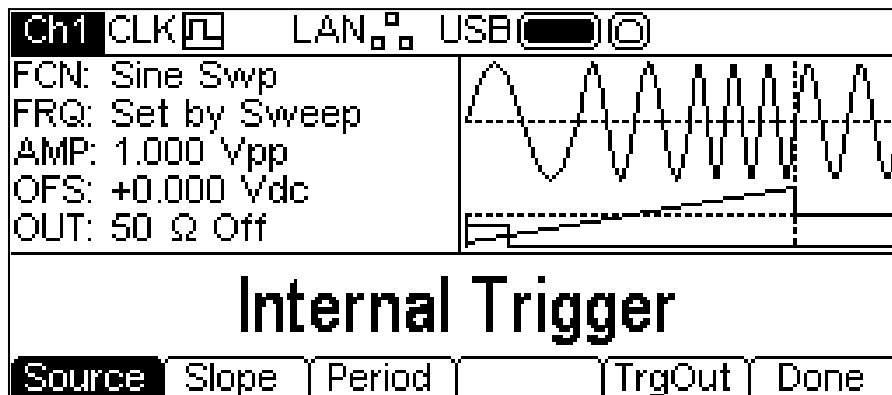 Ch1 CLK LAN USB
FCN: Sine Swp
FRQ: Set by Sweep
AMP: 1.000 Vpp
OFS: +0.000 Vdc
OUT: 50 Ω Off
Internal Trigger
Source Slope Period TrgOut Done